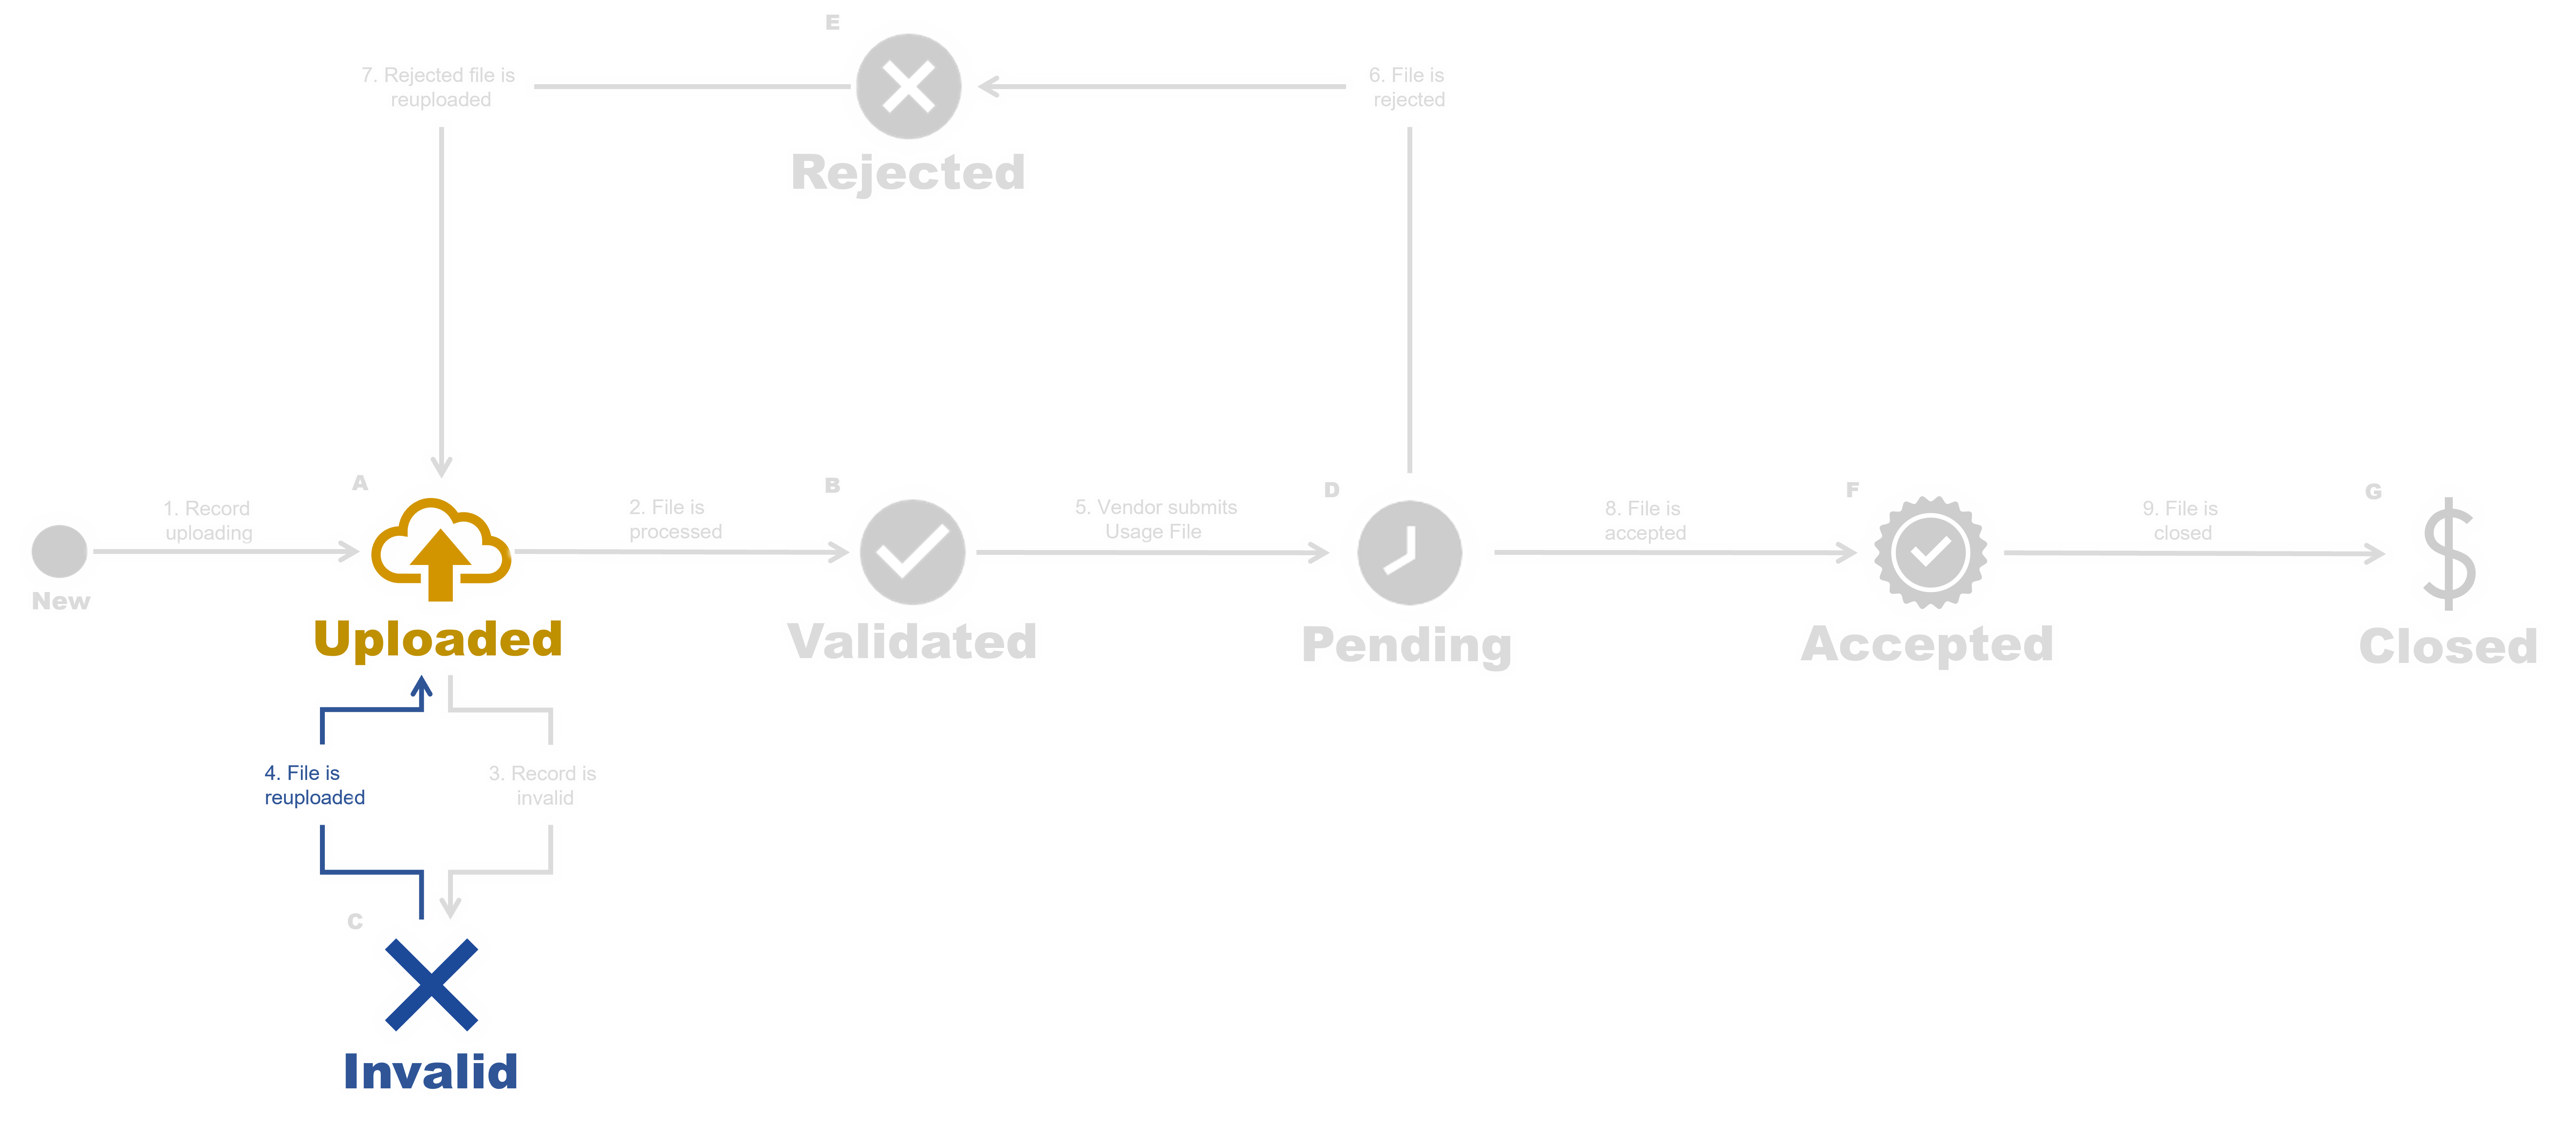 E
7. Rejected file is
reuploaded
6. File is
rejected
Rejected
A
B
D
F
G
1. Record
uploading
2. File is
processed
5. Vendor submits
Usage File
8. File is
accepted
9. File is
closed
New
Uploaded
Validated
Pending
Accepted
Closed
4. File is
reuploaded
3. Record is
invalid
C
Invalid